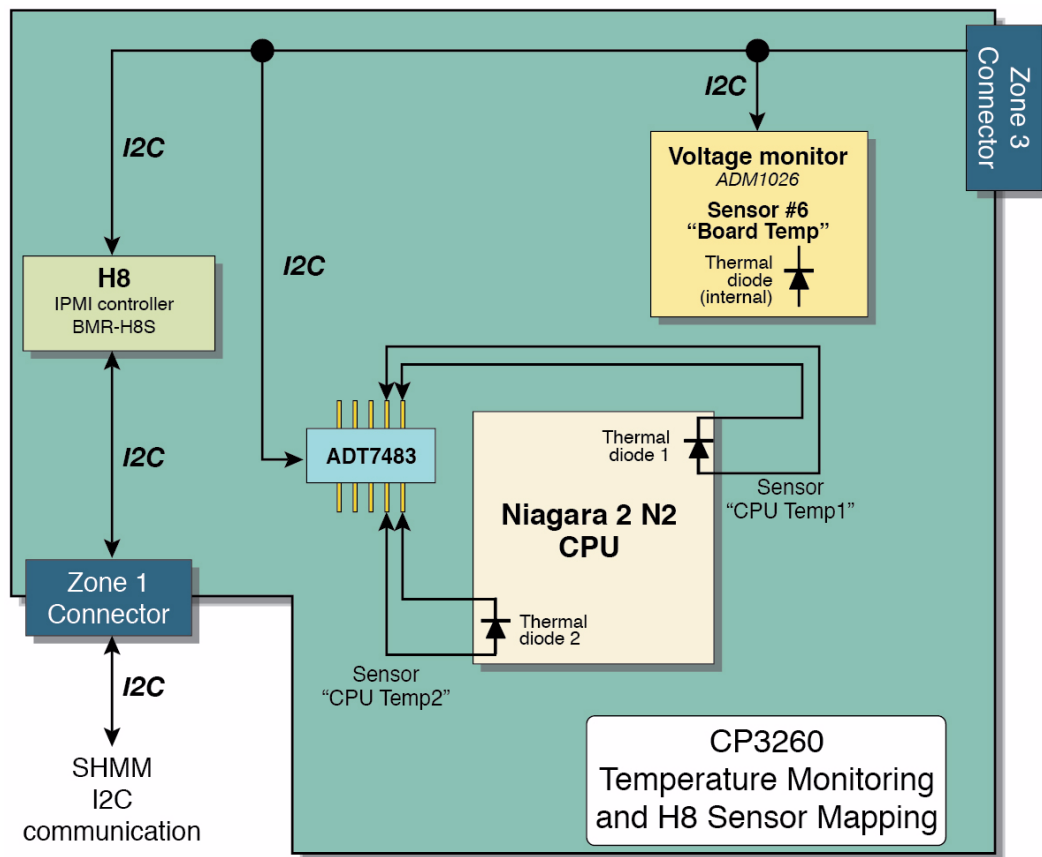 Zone 3
Connector
I2C
I2C
Voltage monitor
ADM1026
Sensor #6
“Board Temp”
Thermal
diode
(internal)
I2C
H8
IPMI controller
BMR-H8S
Thermal
diode 1
ADT7483
I2C
Sensor
“CPU Temp1”
Niagara 2 N2
CPU
Zone 1
Connector
Thermal
diode 2
Sensor
“CPU Temp2”
I2C
SHMM
I2C
communication
CP3260
Temperature Monitoring
and H8 Sensor Mapping